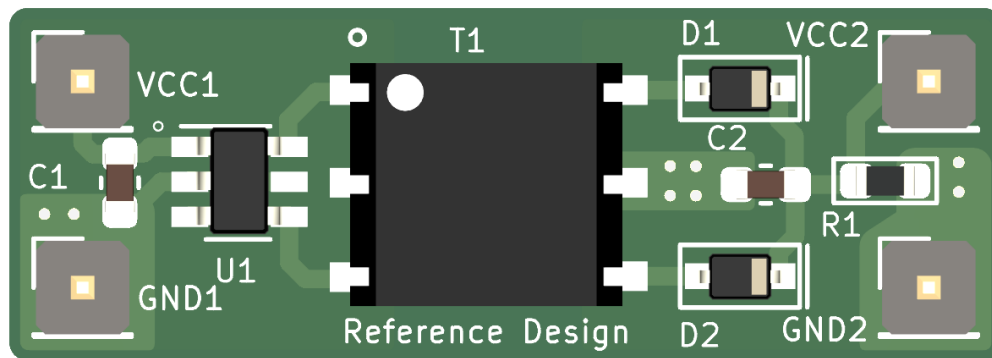 T1
D1
VCC2
VCC1
C2
C1
R1
U1
GND1
Reference Design
D2
GND2